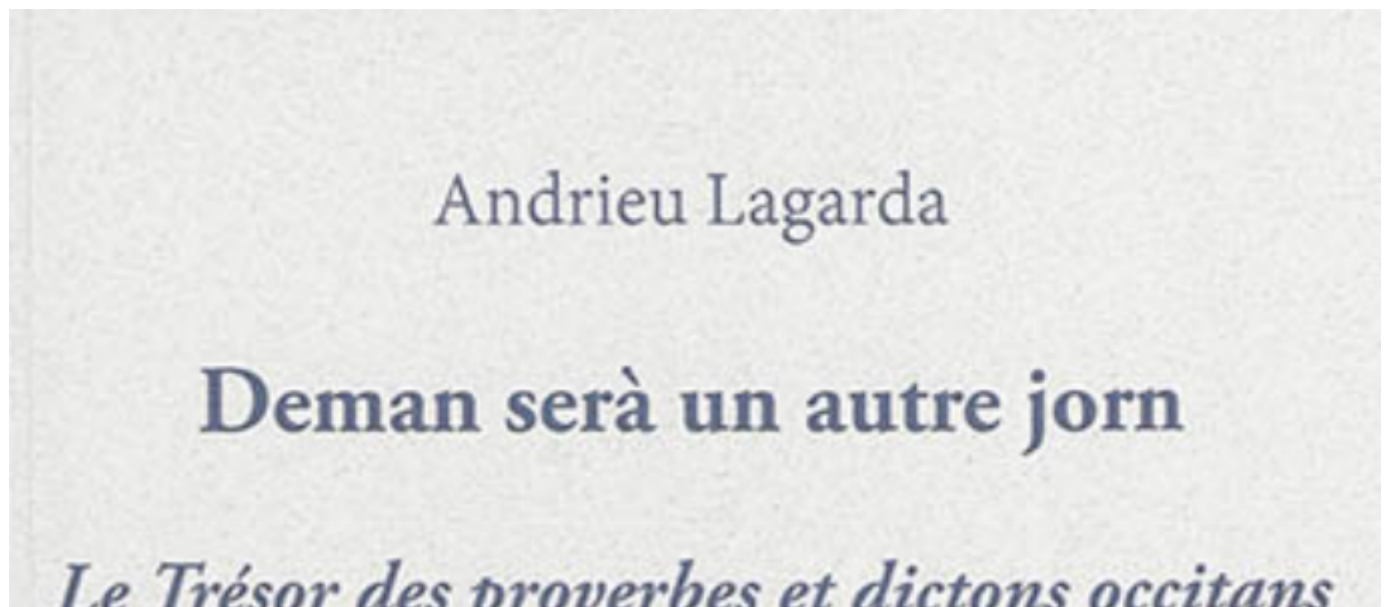 Andrieu Lagarda
Deman serà un autre jorn
Le Trésor des proverbes et dictons occitans